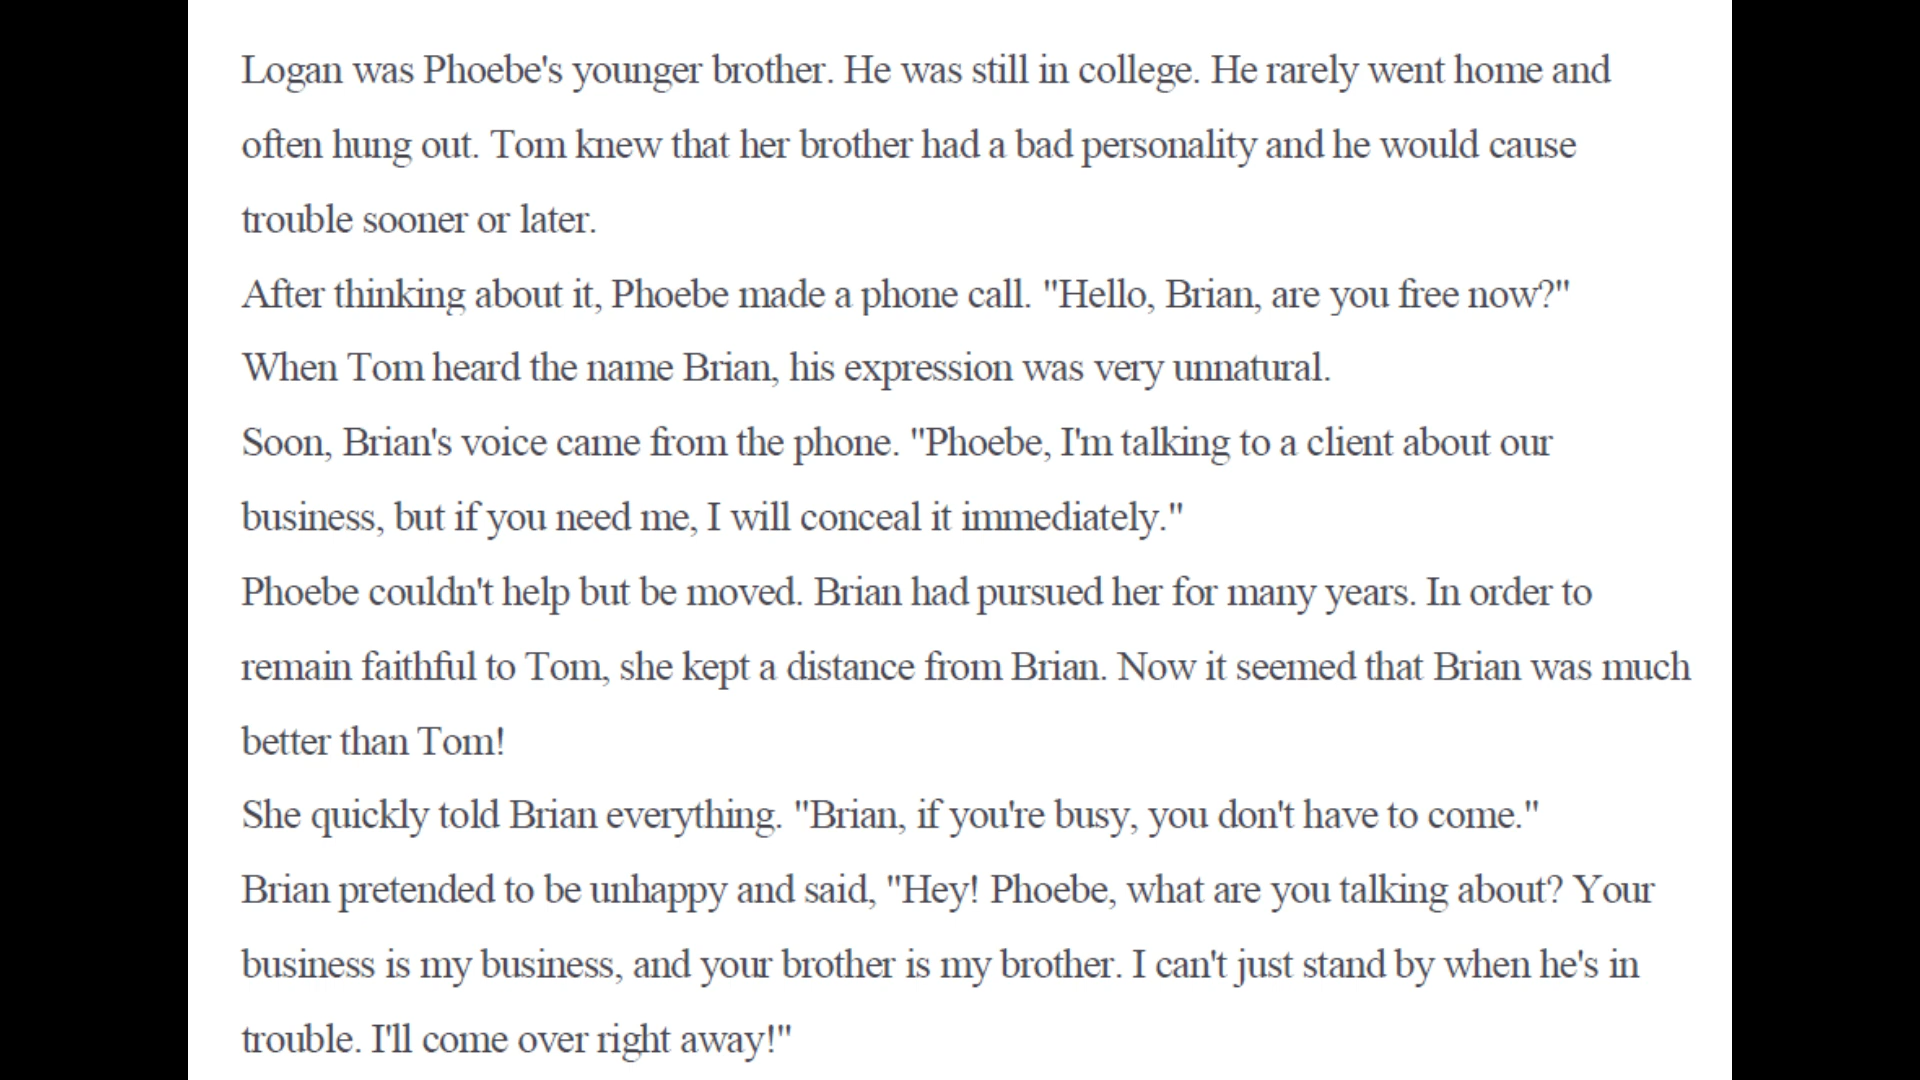 Logan was Phoebe's younger brother. He was still in college. He rarely went home and
often hung out. Tom knew that her brother had a bad personality and he would cause
trouble sooner or later.
After thinking about it, Phoebe made a phone call. "Hello, Brian, are you free now?"
When Tom heard the name Brian, his expression was very unnatural.
Soon, Brian's voice came from the phone. "Phoebe, I'm talking to a client about our
business, but if you need me, I will conceal it immediately."
Phoebe couldn't help but be moved. Brian had pursued her for many years. In order to
remain faithful to Tom, she kept a distance from Brian. Now it seemed that Brian was much
better than Tom!
She quickly told Brian everything. "Brian, if you're busy, you don't have to come."
Brian pretended to be unhappy and said, "Hey! Phoebe, what are you talking about? Your
business is my business, and your brother is my brother. I can't just stand by when he's in
trouble. I'll come over right away!"